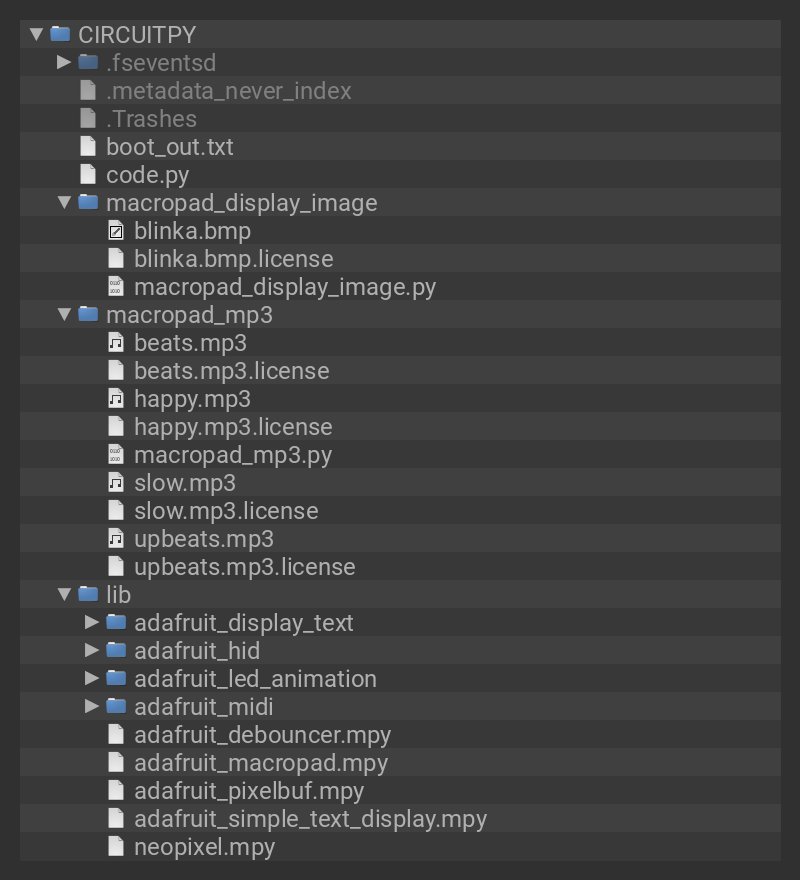 CIRCUITPY
.fseventsd
.metadata_never_index
.Trashes
boot_out.txt
code.py
macropad_display_image
blinka.bmp
blinka.bmp.license
macropad_display_image.py
macropad_mp3
beats.mp3
beats.mp3.license
happy.mp3
happy.mp3.license
macropad_mp3.py
slow.mp3
slow.mp3.license
upbeats.mp3
upbeats.mp3.license
lib
adafruit_display_text
adafruit_hid
adafruit_led_animation
adafruit_midi
adafruit_debouncer.mpy
adafruit_macropad.mpy
adafruit_pixelbuf.mpy
adafruit_simple_text_display.mpy
neopixel.mpy